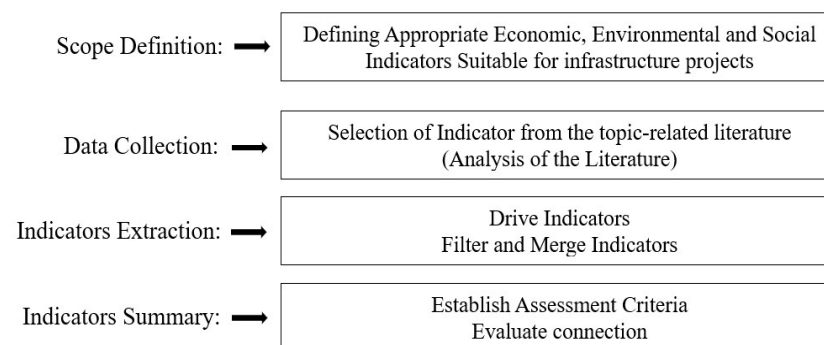 Scope Definition:
Defining Appropriate Economic, Environmental and Social
Indicators Suitable for infrastructure projects
Data Collection:
Selection of Indicator from the topic-related literature
(Analysis of the Literature)
Indicators Extraction:
Drive Indicators
Filter and Merge Indicators
Indicators Summary:
Establish Assessment Criteria
Evaluate connection